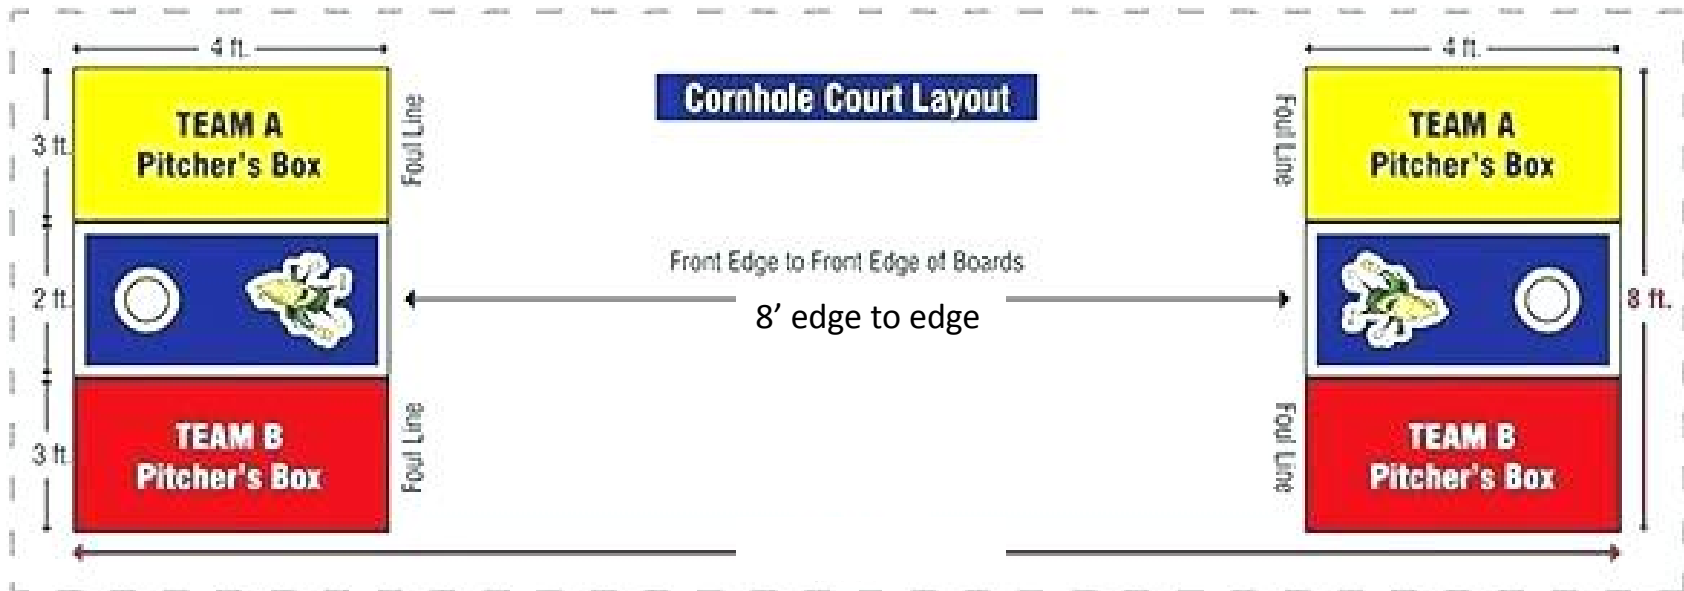 4 ft.
4 ft.
Cornhole Court Layout
3 ft.
TEAM A
Pitcher's Box
Foul Line
Foul Line
TEAM A
Pitcher's Box
2 ft.
Front Edge to Front Edge of Boards
8' edge to edge
8 ft.
3 ft.
TEAM B
Pitcher's Box
Foul Line
Foul Line
TEAM B
Pitcher's Box